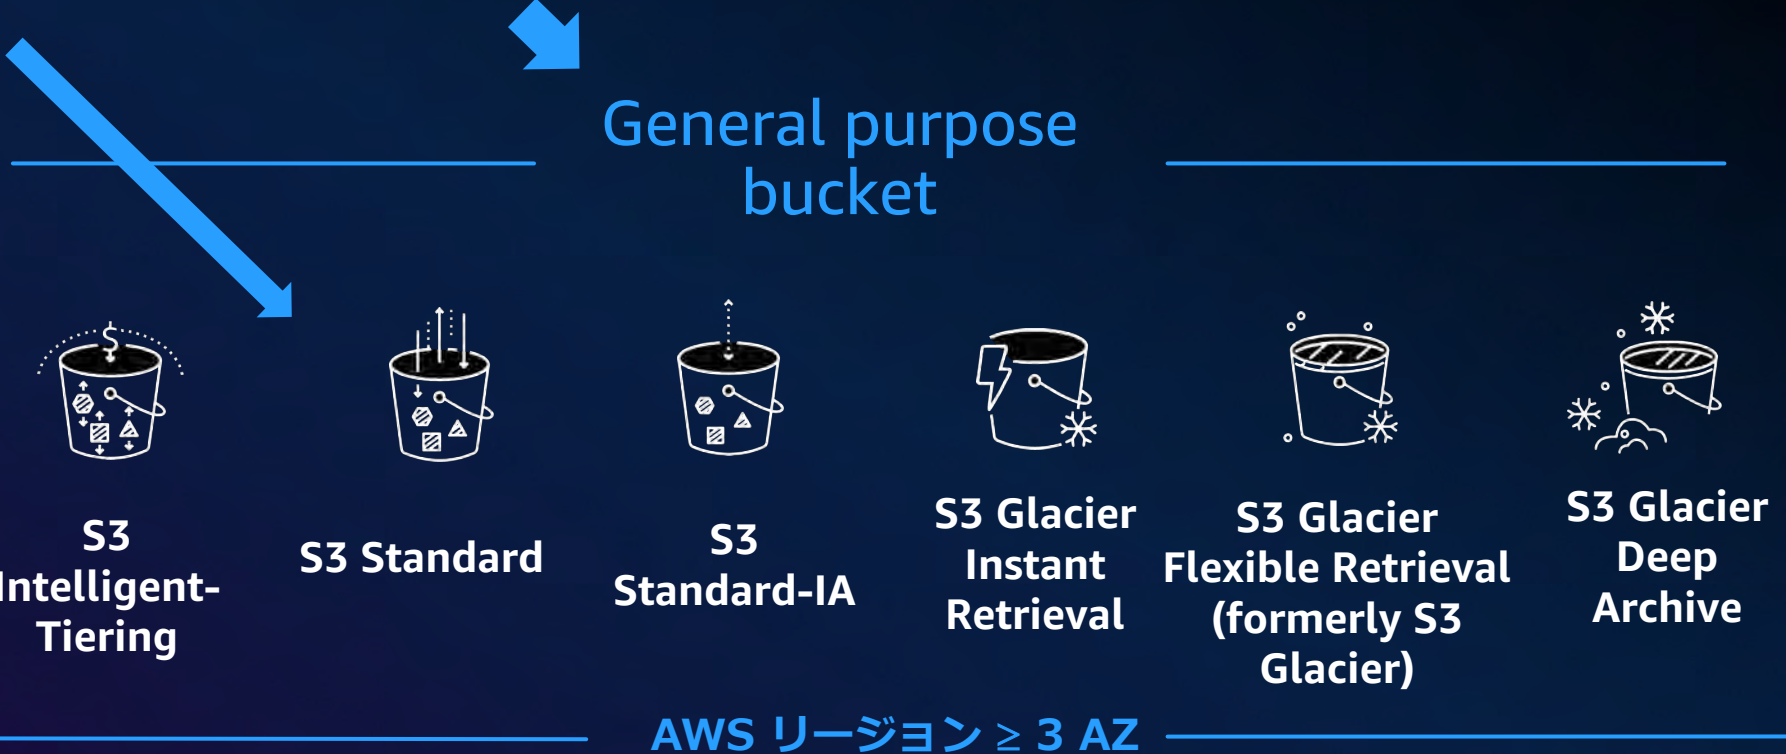 General purpose
bucket
S3
Intelligent-
Tiering
S3 Standard
S3
Standard-IA
S3 Glacier
Instant
Retrieval
S3 Glacier
Flexible Retrieval
(formerly S3
Glacier)
S3 Glacier
Deep
Archive
AWS リージョン ≥ 3 AZ